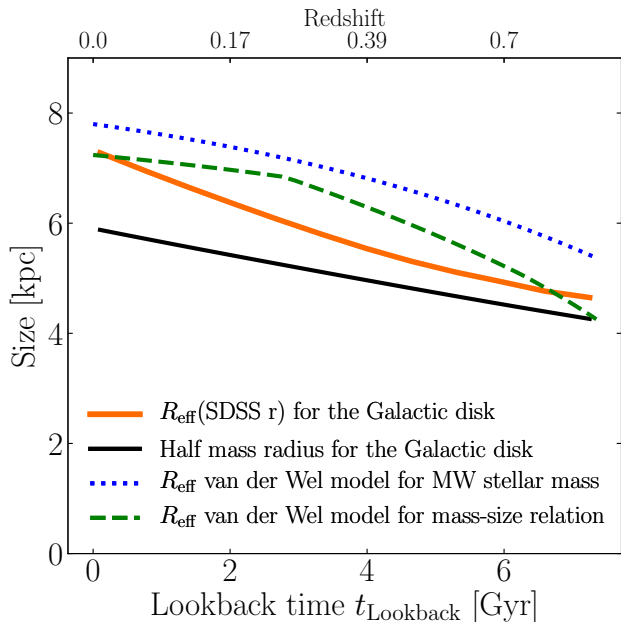 Redshift
0.0 0.17 0.39 0.7
8
6
4
2
0
Size [kpc]
R_eff(SDSS r) for the Galactic disk
Half mass radius for the Galactic disk
R_eff van der Wel model for MW stellar mass
R_eff van der Wel model for mass-size relation
0 2 4 6
Lookback time t_Lookback [Gyr]